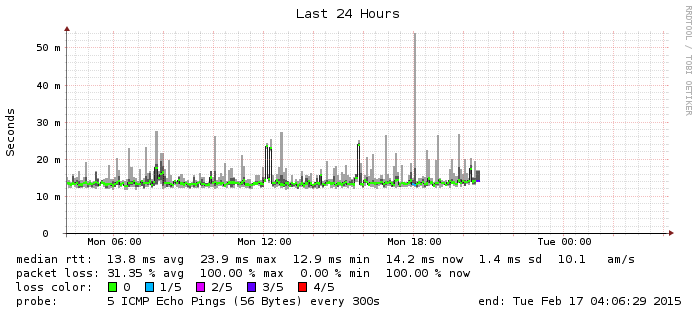 Last 24 Hours
RRDTOOL / TOBI OETIKER
Seconds
50 m
40 m
30 m
20 m
10 m
0
Mon 06:00 Mon 12:00 Mon 18:00 Tue 00:00
median rtt: 13.8 ms avg 23.9 ms max 12.9 ms min 14.2 ms now 1.4 ms sd 10.1 am/s
packet loss: 31.35 % avg 100.00 % max 0.00 % min 100.00 % now
loss color: 0 1/5 2/5 3/5 4/5
probe: 5 ICMP Echo Pings (56 Bytes) every 300s end: Tue Feb 17 04:06:29 2015